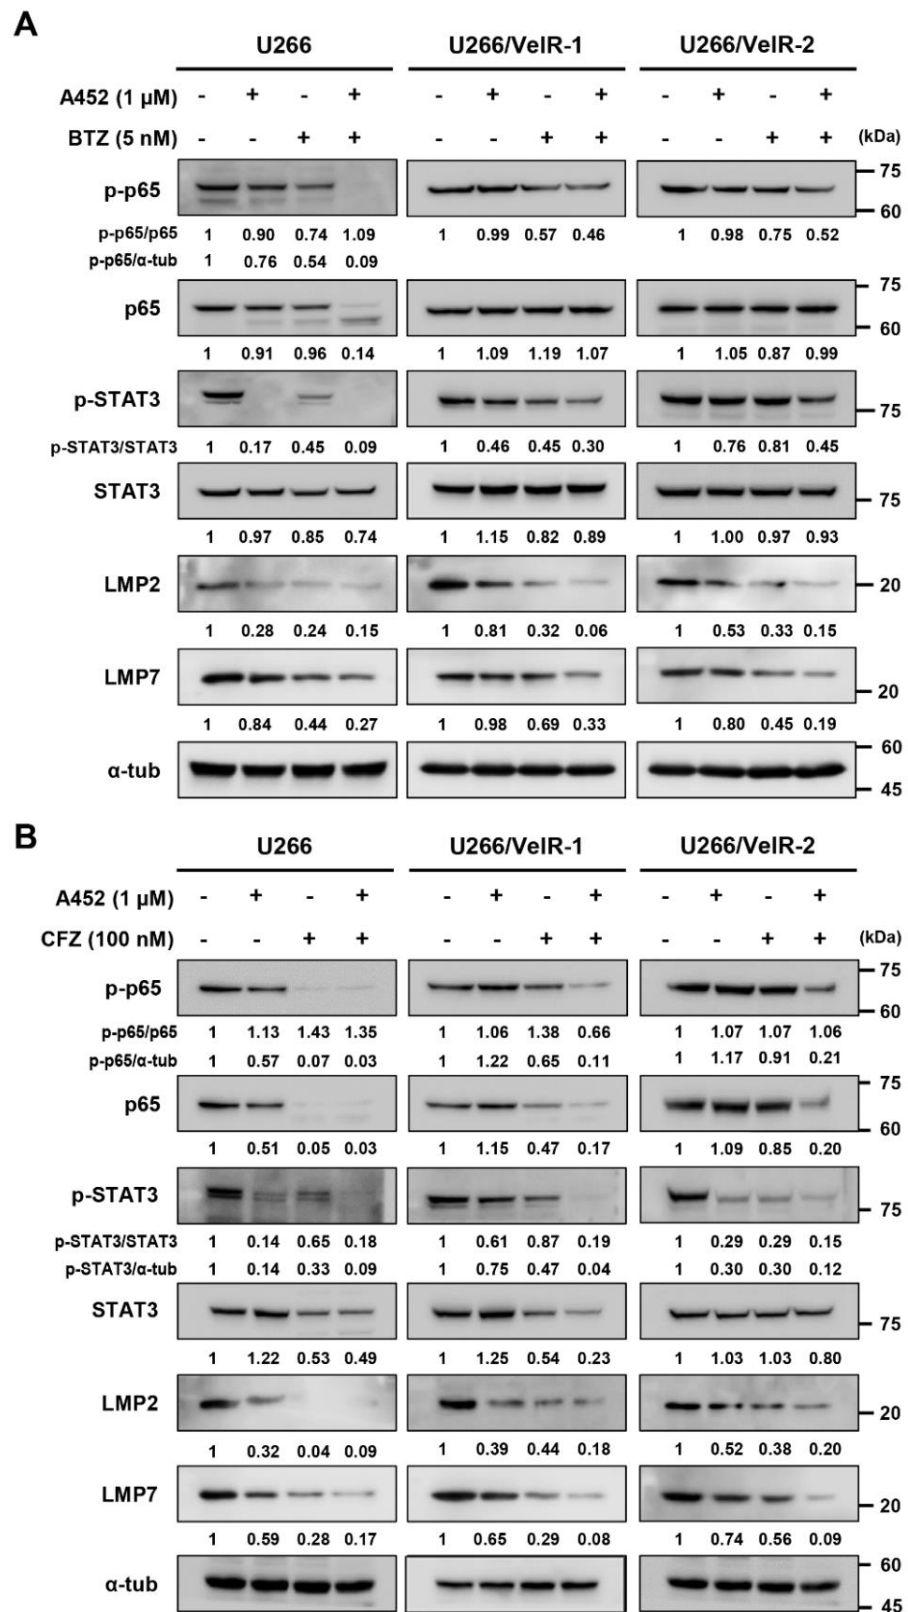 A
U266 U266/VelR-1 U266/VelR-2
A452 (1 µM) - + - + - + - + - + - +
BTZ (5 nM) - - + + - - + + - - + + (kDa)
p-p65 75
60
p-p65/p65 1 0.90 0.74 1.09 1 0.99 0.57 0.46 1 0.98 0.75 0.52
p-p65/α-tub 1 0.76 0.54 0.09
p65 75
60
1 0.91 0.96 0.14 1 1.09 1.19 1.07 1 1.05 0.87 0.99
p-STAT3 75
p-STAT3/STAT3 1 0.17 0.45 0.09 1 0.46 0.45 0.30 1 0.76 0.81 0.45
STAT3 75
1 0.97 0.85 0.74 1 1.15 0.82 0.89 1 1.00 0.97 0.93
LMP2 20
1 0.28 0.24 0.15 1 0.81 0.32 0.06 1 0.53 0.33 0.15
LMP7 20
1 0.84 0.44 0.27 1 0.98 0.69 0.33 1 0.80 0.45 0.19
α-tub 60
45
B
U266 U266/VelR-1 U266/VelR-2
A452 (1 µM) - + - + - + - + - + - +
CFZ (100 nM) - - + + - - + + - - + + (kDa)
p-p65 75
60
p-p65/p65 1 1.13 1.43 1.35 1 1.06 1.38 0.66 1 1.07 1.07 1.06
p-p65/α-tub 1 0.57 0.07 0.03 1 1.22 0.65 0.11 1 1.17 0.91 0.21
p65 75
60
1 0.51 0.05 0.03 1 1.15 0.47 0.17 1 1.09 0.85 0.20
p-STAT3 75
p-STAT3/STAT3 1 0.14 0.65 0.18 1 0.61 0.87 0.19 1 0.29 0.29 0.15
p-STAT3/α-tub 1 0.14 0.33 0.09 1 0.75 0.47 0.04 1 0.30 0.30 0.12
STAT3 75
1 1.22 0.53 0.49 1 1.25 0.54 0.23 1 1.03 1.03 0.80
LMP2 20
1 0.32 0.04 0.09 1 0.39 0.44 0.18 1 0.52 0.38 0.20
LMP7 20
1 0.59 0.28 0.17 1 0.65 0.29 0.08 1 0.74 0.56 0.09
α-tub 60
45